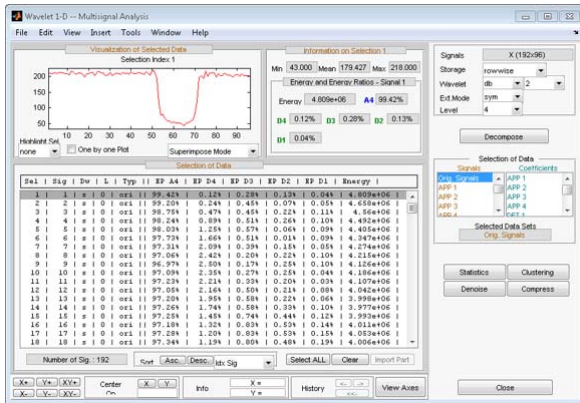 Wavelet 1-D -- Multisignal Analysis
File Edit View Insert Tools Window Help
Visualization of Selected Data
Selection Index 1
200
150
100
50
10 20 30 40 50 60 70 80 90
Highlight Sel.
none
One by one Plot
Superimpose Mode
Information on Selection 1
Min 43.000 Mean 179.427 Max 218.000
Energy and Energy Ratios - Signal 1
Energy 4.809e+06 A4 99.42%
D4 0.12% D3 0.28% D2 0.13%
D1 0.04%
Selection of Data
Sel | Sig | Dw | L | Typ || EP A4 | EP D4 | EP D3 | EP D2 | EP D1 | Energy |
1 | 1 | s | 0 | ori || 99.42% | 0.12% | 0.28% | 0.13% | 0.04% | 4.809e+06 |
2 | 2 | s | 0 | ori || 99.20% | 0.24% | 0.45% | 0.07% | 0.05% | 4.658e+06 |
3 | 3 | s | 0 | ori || 98.75% | 0.47% | 0.45% | 0.22% | 0.11% | 4.56e+06 |
4 | 4 | s | 0 | ori || 98.24% | 0.89% | 0.51% | 0.26% | 0.10% | 4.492e+06 |
5 | 5 | s | 0 | ori || 98.03% | 1.25% | 0.57% | 0.06% | 0.09% | 4.405e+06 |
6 | 6 | s | 0 | ori || 97.73% | 1.66% | 0.51% | 0.01% | 0.09% | 4.347e+06 |
7 | 7 | s | 0 | ori || 97.31% | 2.09% | 0.39% | 0.15% | 0.05% | 4.274e+06 |
8 | 8 | s | 0 | ori || 97.06% | 2.42% | 0.20% | 0.22% | 0.10% | 4.215e+06 |
9 | 9 | s | 0 | ori || 96.97% | 2.50% | 0.17% | 0.25% | 0.10% | 4.126e+06 |
10 | 10 | s | 0 | ori || 97.09% | 2.35% | 0.27% | 0.25% | 0.04% | 4.186e+06 |
11 | 11 | s | 0 | ori || 97.23% | 2.21% | 0.33% | 0.20% | 0.03% | 4.107e+06 |
12 | 12 | s | 0 | ori || 97.05% | 2.16% | 0.50% | 0.21% | 0.08% | 4.042e+06 |
13 | 13 | s | 0 | ori || 97.20% | 1.95% | 0.58% | 0.22% | 0.06% | 3.998e+06 |
14 | 14 | s | 0 | ori || 97.26% | 1.74% | 0.58% | 0.33% | 0.10% | 3.977e+06 |
15 | 15 | s | 0 | ori || 97.25% | 1.45% | 0.74% | 0.44% | 0.12% | 3.993e+06 |
16 | 16 | s | 0 | ori || 97.18% | 1.32% | 0.83% | 0.53% | 0.14% | 4.011e+06 |
17 | 17 | s | 0 | ori || 97.28% | 1.20% | 0.83% | 0.53% | 0.15% | 4.053e+06 |
18 | 18 | s | 0 | ori || 97.34% | 1.19% | 0.80% | 0.48% | 0.19% | 4.006e+06 |
Number of Sig. : 192 Sort Asc. Desc. Idx Sig Select ALL Clear Import Part
X+ Y+ XY+
X- Y- XY-
Center On X Y
Info X =
Y =
History <- ->
<<-
View Axes
Signals X (192x96)
Storage rowwise
Wavelet db 2
Ext.Mode sym
Level 4
Decompose
Selection of Data
Signals Coefficients
Orig. Signals APP 1
APP 1 APP 2
APP 2 APP 3
APP 3 APP 4
APP 4 DET 1
Selected Data Sets
Orig. Signals
Statistics Clustering
Denoise Compress
Close